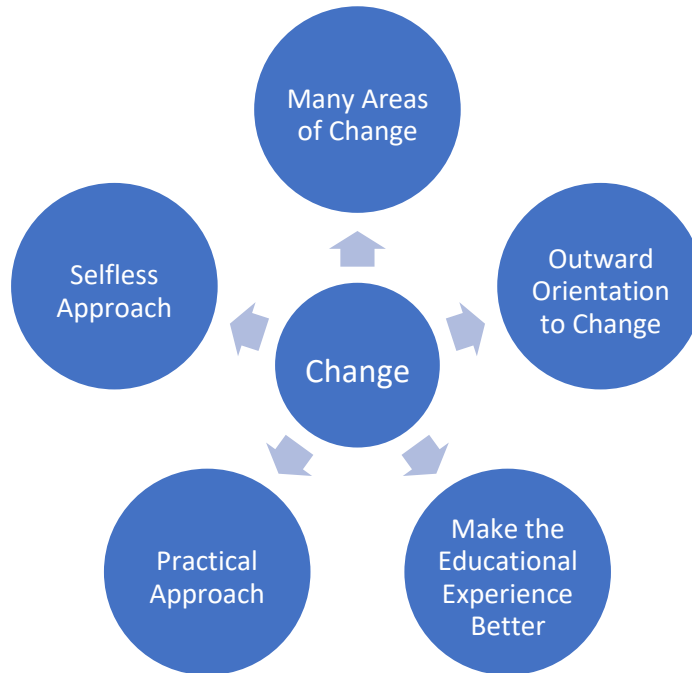 Many Areas
of Change
Outward
Orientation
to Change
Make the
Educational
Experience
Better
Practical
Approach
Selfless
Approach
Change